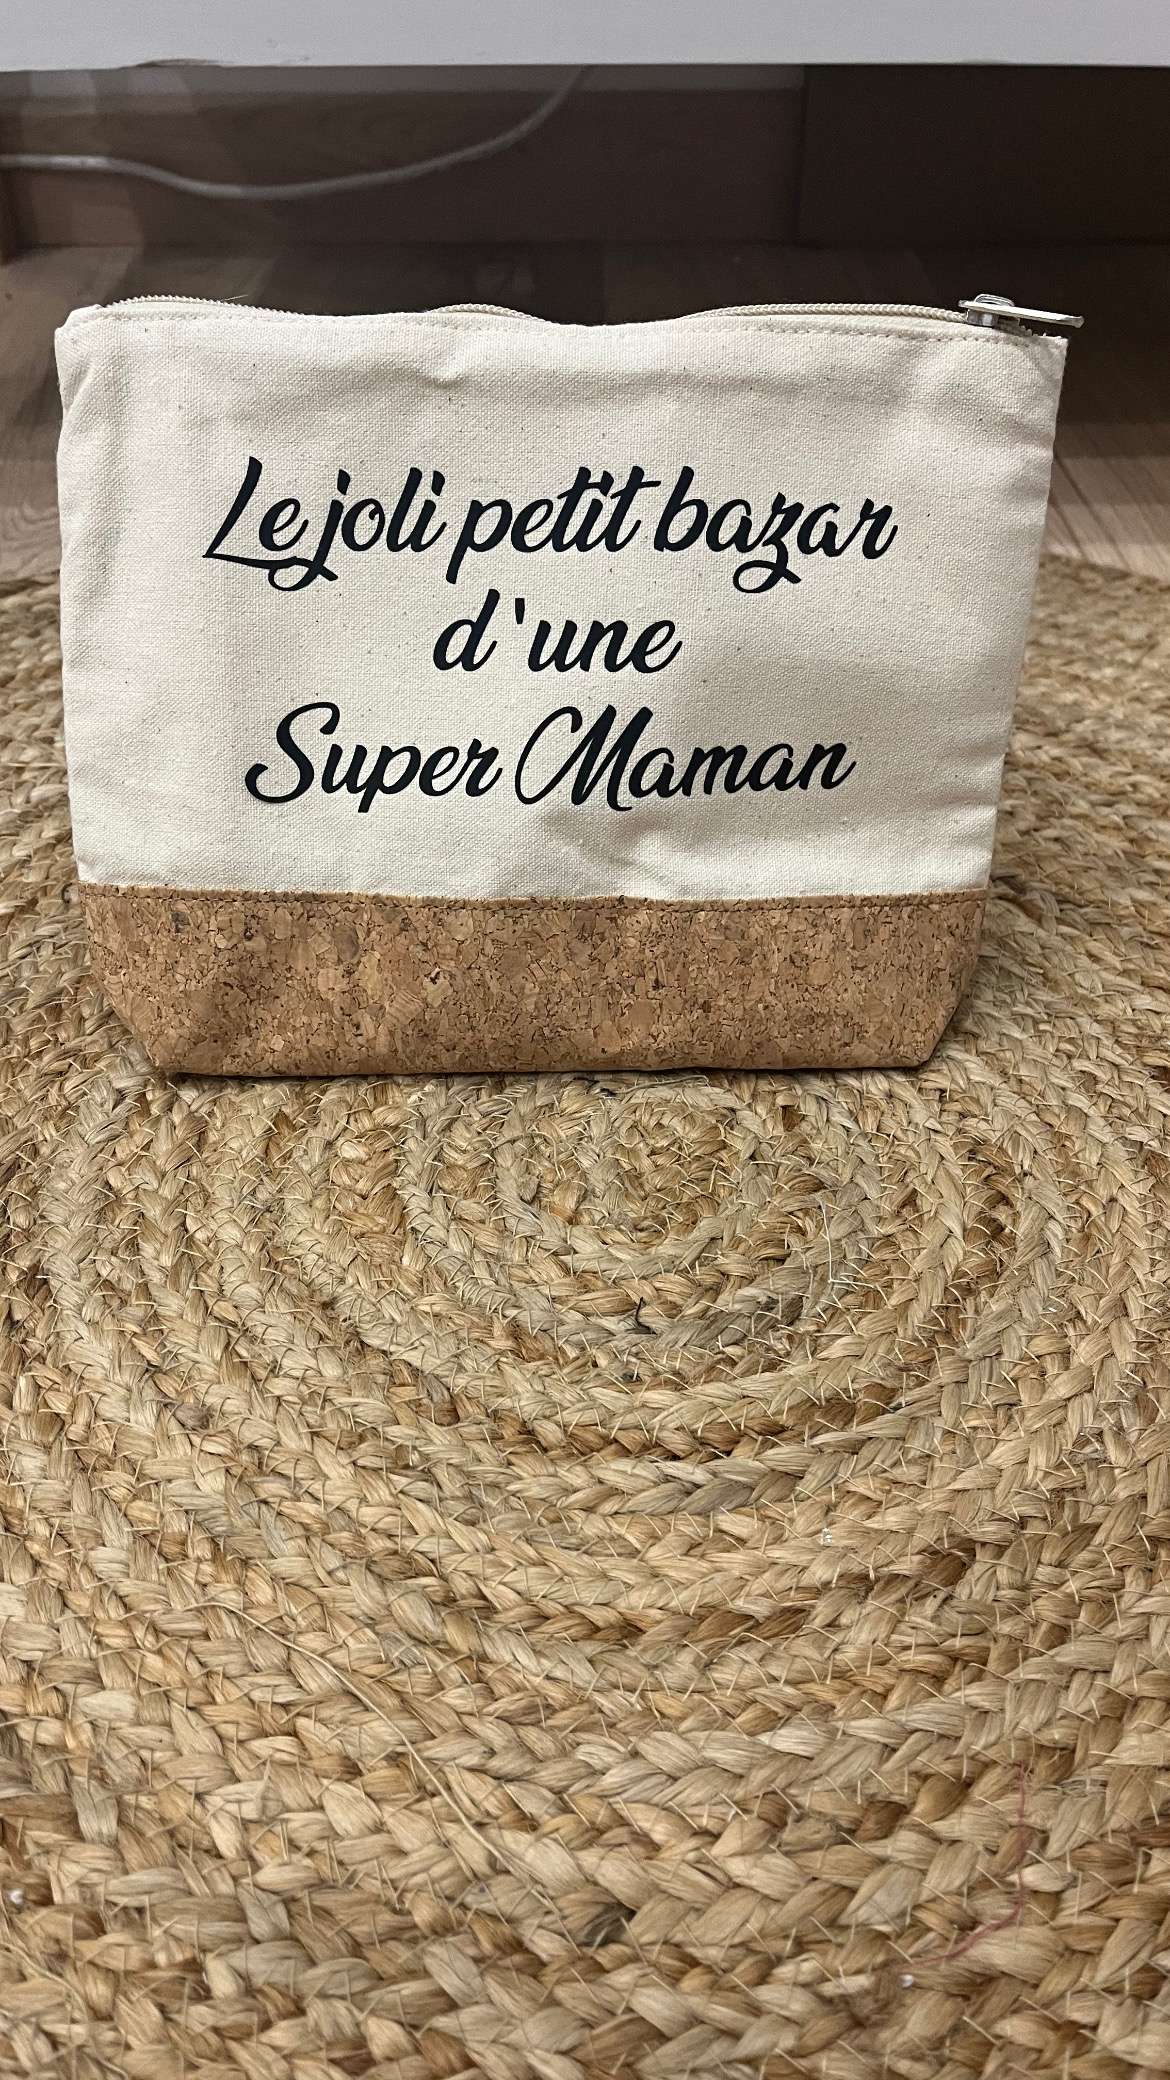 Le joli petit bazar
d'une
Super Maman